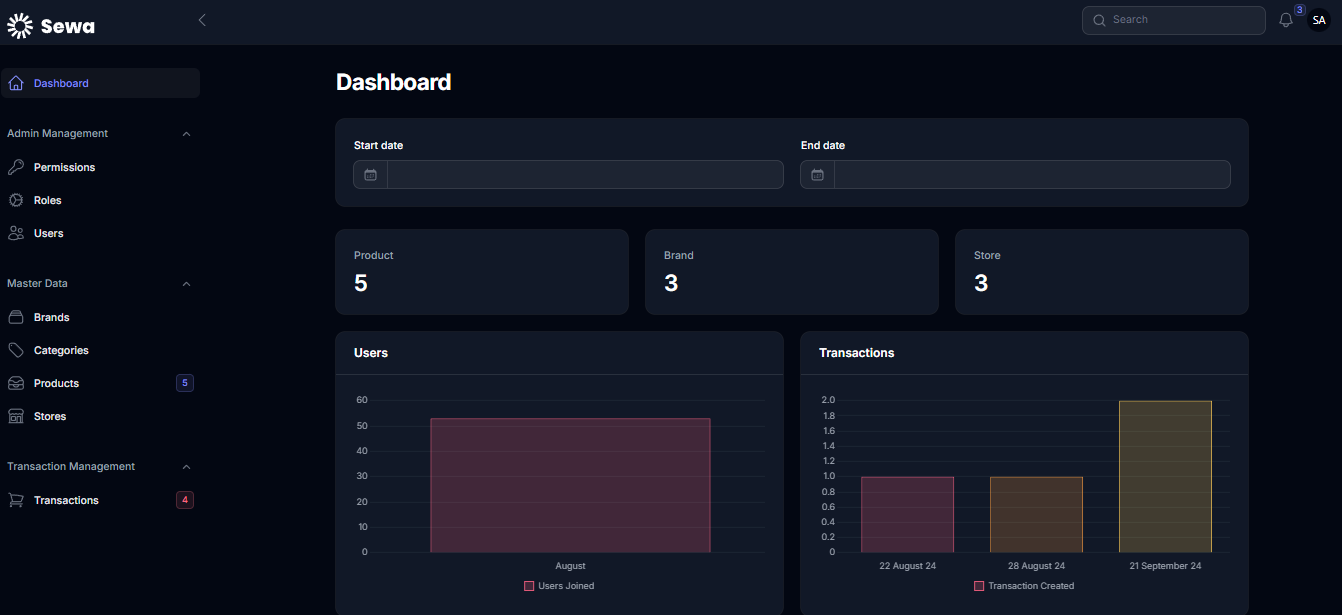 Sewa
Search
3
SA
Dashboard
Admin Management
Permissions
Roles
Users
Master Data
Brands
Categories
Products 5
Stores
Transaction Management
Transactions 4
Dashboard
Start date
End date
Product
5
Brand
3
Store
3
Users
60
50
40
30
20
10
0
August
Users Joined
Transactions
2.0
1.8
1.6
1.4
1.2
1.0
0.8
0.6
0.4
0.2
0
22 August 24 28 August 24 21 September 24
Transaction Created